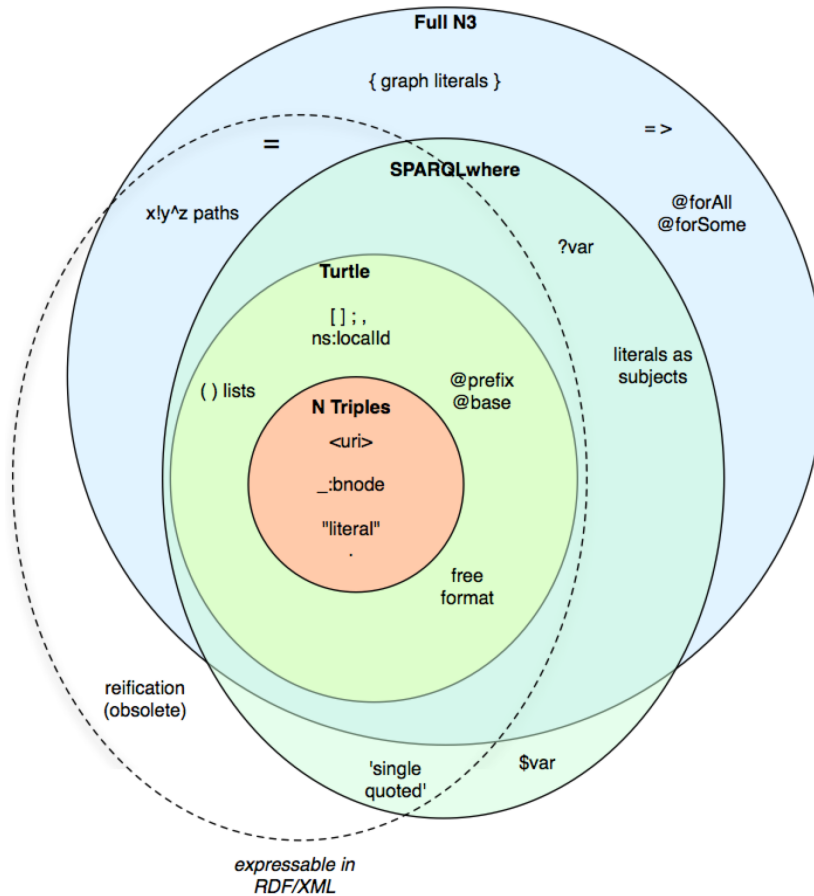 Full N3
{ graph literals }
=
= >
SPARQLwhere
x!y^z paths
@forAll
@forSome
?var
Turtle
[ ] ; ,
ns:localId
literals as
subjects
( ) lists
@prefix
@base
N Triples
<uri>
_:bnode
"literal"
.
free
format
reification
(obsolete)
'single
quoted'
$var
expressable in
RDF/XML